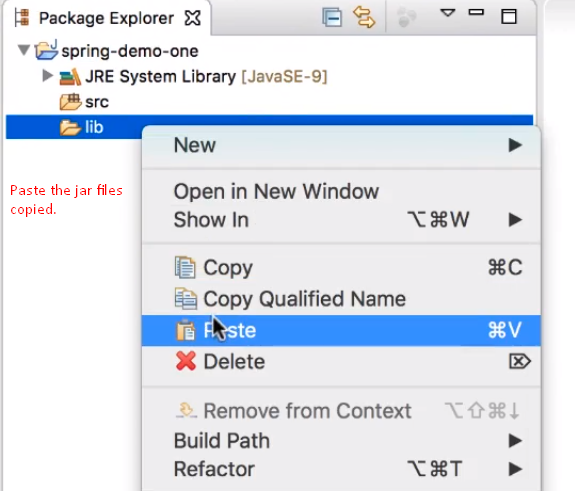 Package Explorer
spring-demo-one
JRE System Library [JavaSE-9]
src
lib
Paste the jar files
copied.
New
Open in New Window
Show In ⌥⌘W
Copy ⌘C
Copy Qualified Name
Paste ⌘V
Delete ⌦
Remove from Context ⌥⇧⌘↓
Build Path
Refactor ⌥⌘T